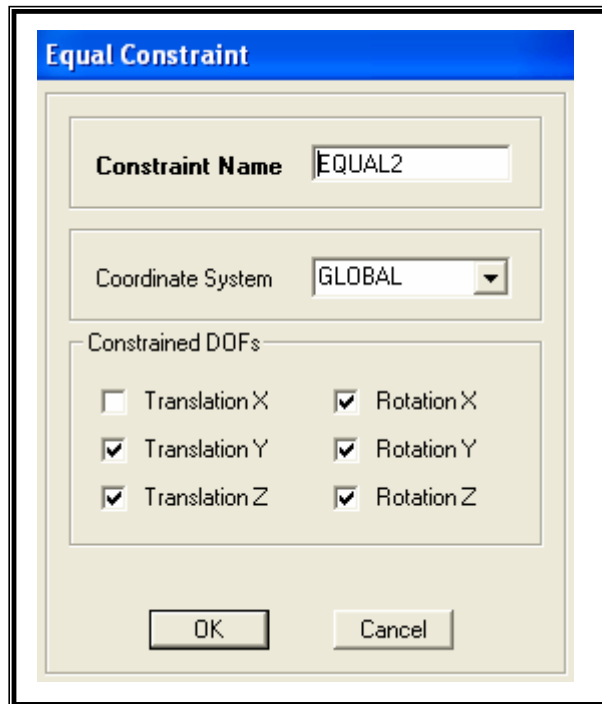 Equal Constraint
Constraint Name EQUAL2
Coordinate System GLOBAL
Constrained DOFs
Translation X Rotation X
Translation Y Rotation Y
Translation Z Rotation Z
OK Cancel